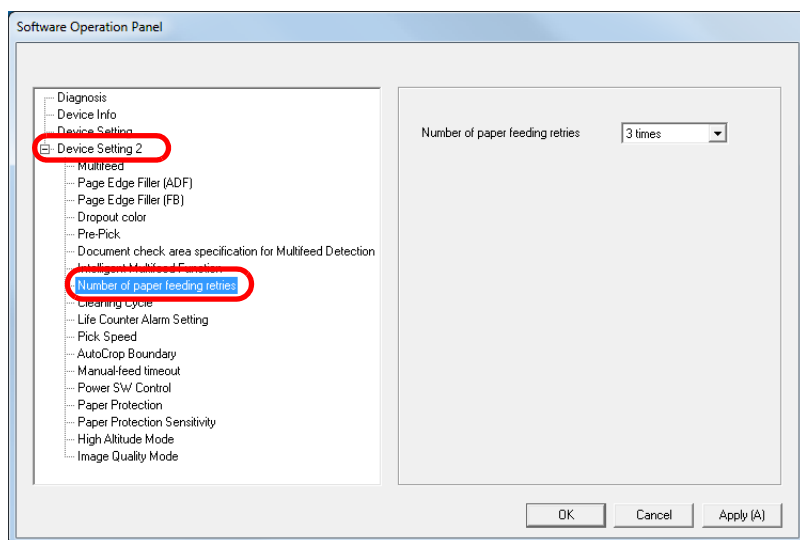 Software Operation Panel
Diagnosis
Device Info
Device Setting
Device Setting 2
Multifeed
Page Edge Filler (ADF)
Page Edge Filler (FB)
Dropout color
Pre-Pick
Document check area specification for Multifeed Detection
Intelligent Multifeed Function
Number of paper feeding retries
Cleaning Cycle
Life Counter Alarm Setting
Pick Speed
AutoCrop Boundary
Manual-feed timeout
Power SW Control
Paper Protection
Paper Protection Sensitivity
High Altitude Mode
Image Quality Mode
Number of paper feeding retries 3 times
OK Cancel Apply (A)